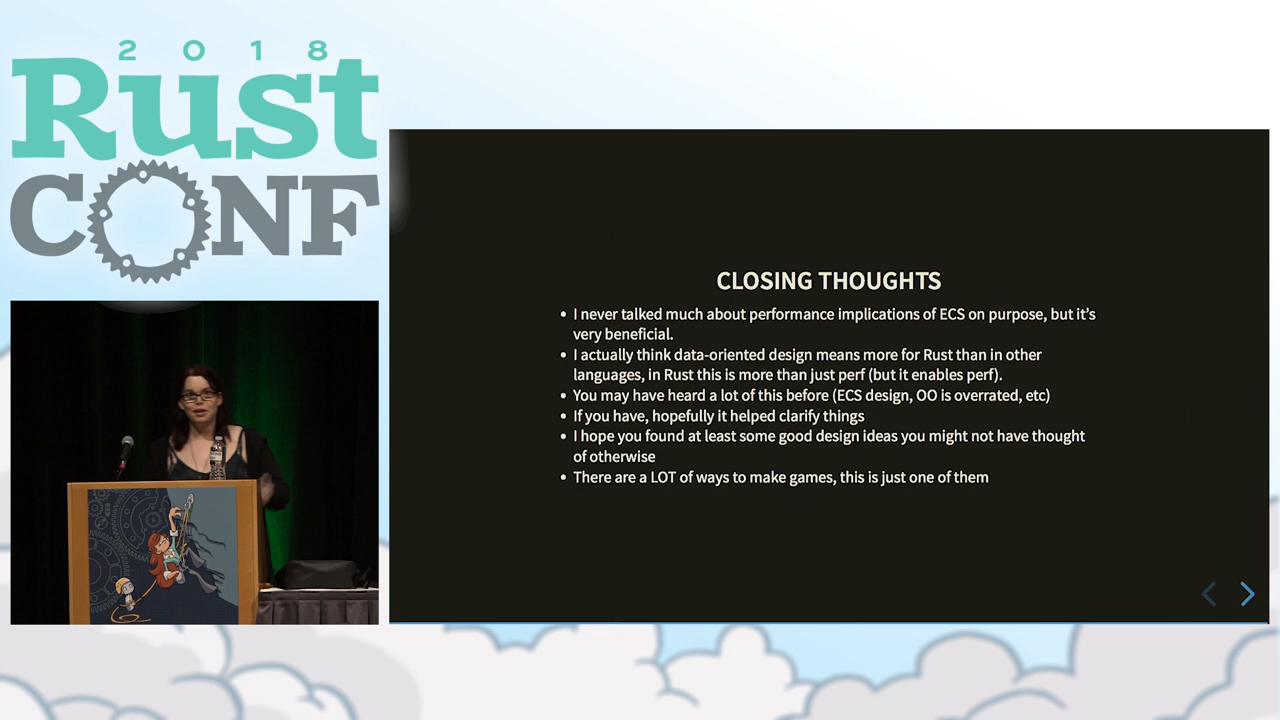 2018
Rust
CONF
CLOSING THOUGHTS
• I never talked much about performance implications of ECS on purpose, but it's
very beneficial.
• I actually think data-oriented design means more for Rust than in other
languages, in Rust this is more than just perf (but it enables perf).
• You may have heard a lot of this before (ECS design, OO is overrated, etc)
• If you have, hopefully it helped clarify things
• I hope you found at least some good design ideas you might not have thought
of otherwise
• There are a LOT of ways to make games, this is just one of them